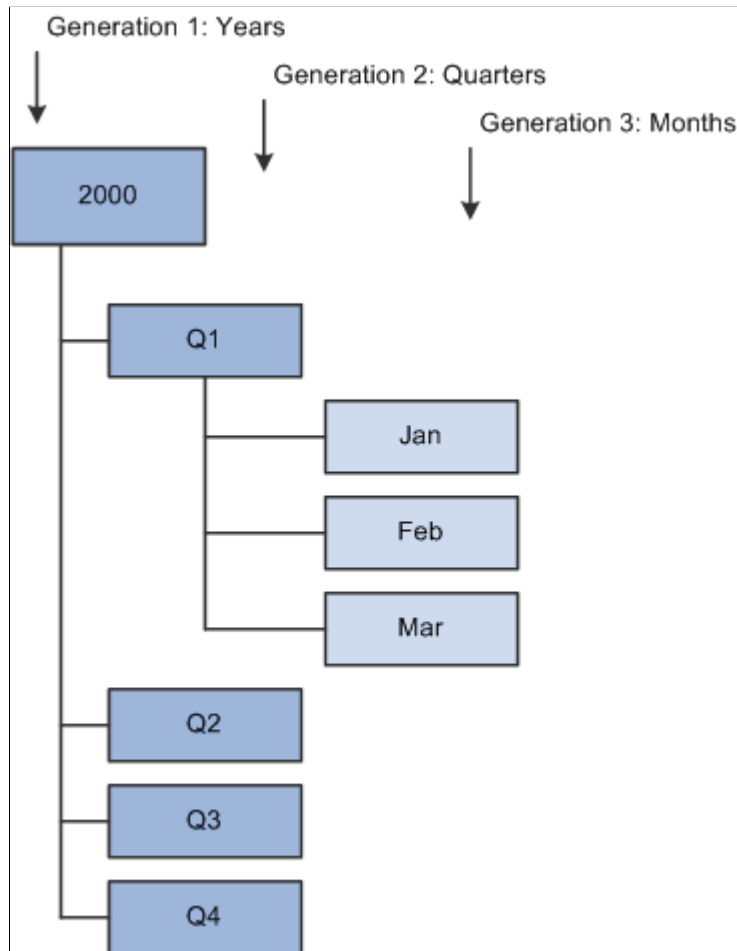 Generation 1: Years
Generation 2: Quarters
Generation 3: Months
2000
Q1
Jan
Feb
Mar
Q2
Q3
Q4